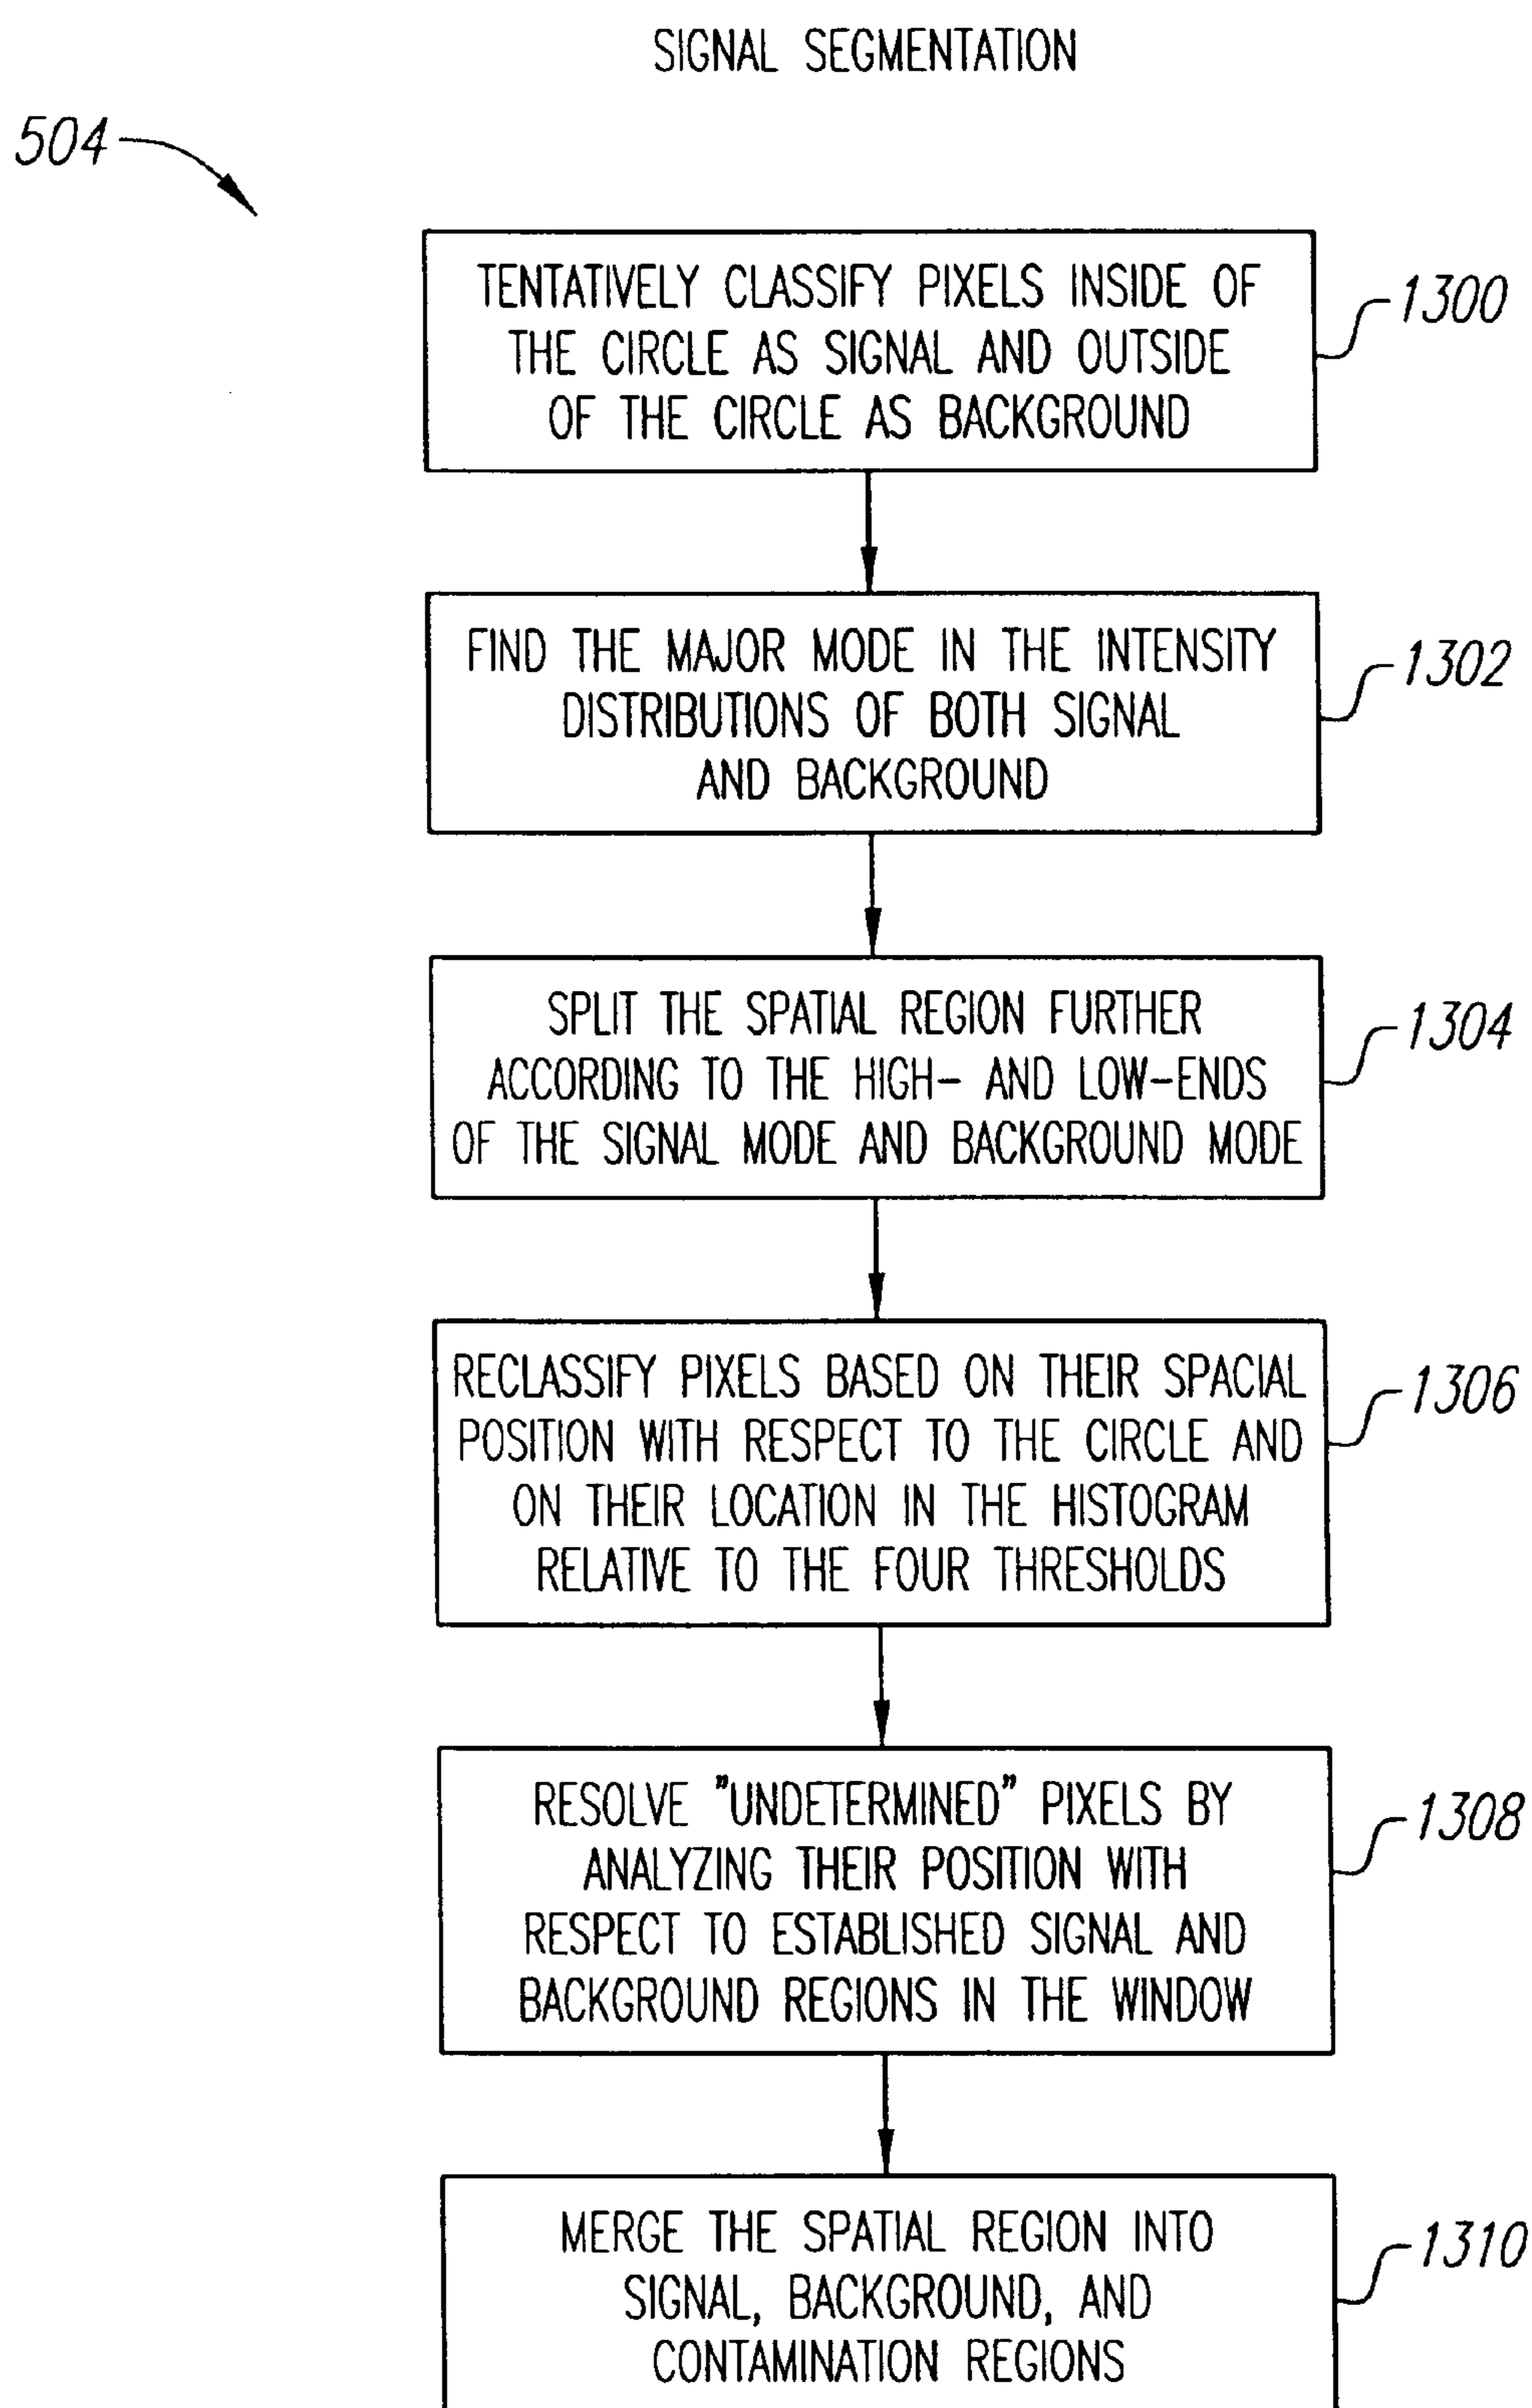 SIGNAL SEGMENTATION
504
TENTATIVELY CLASSIFY PIXELS INSIDE OF
THE CIRCLE AS SIGNAL AND OUTSIDE
OF THE CIRCLE AS BACKGROUND
1300
FIND THE MAJOR MODE IN THE INTENSITY
DISTRIBUTIONS OF BOTH SIGNAL
AND BACKGROUND
1302
SPLIT THE SPATIAL REGION FURTHER
ACCORDING TO THE HIGH- AND LOW-ENDS
OF THE SIGNAL MODE AND BACKGROUND MODE
1304
RECLASSIFY PIXELS BASED ON THEIR SPACIAL
POSITION WITH RESPECT TO THE CIRCLE AND
ON THEIR LOCATION IN THE HISTOGRAM
RELATIVE TO THE FOUR THRESHOLDS
1306
RESOLVE "UNDETERMINED" PIXELS BY
ANALYZING THEIR POSITION WITH
RESPECT TO ESTABLISHED SIGNAL AND
BACKGROUND REGIONS IN THE WINDOW
1308
MERGE THE SPATIAL REGION INTO
SIGNAL, BACKGROUND, AND
CONTAMINATION REGIONS
1310